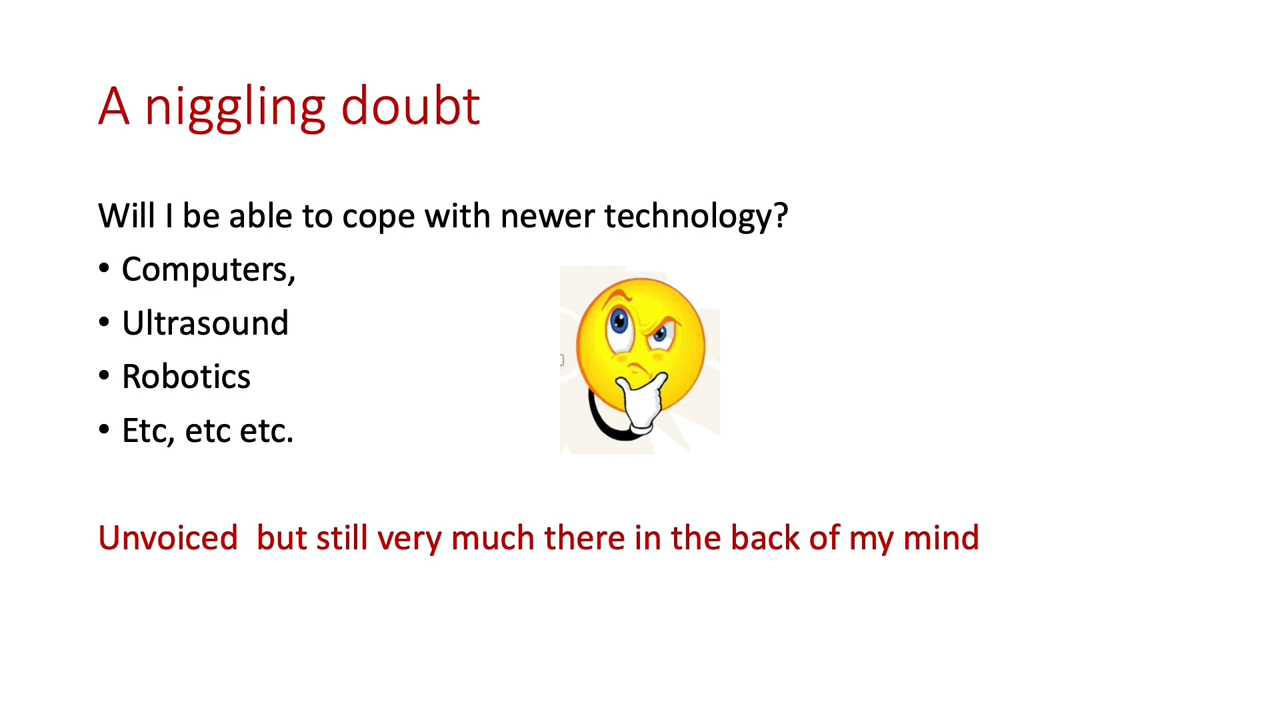 A niggling doubt
Will I be able to cope with newer technology?
• Computers,
• Ultrasound
• Robotics
• Etc, etc etc.
Unvoiced  but still very much there in the back of my mind